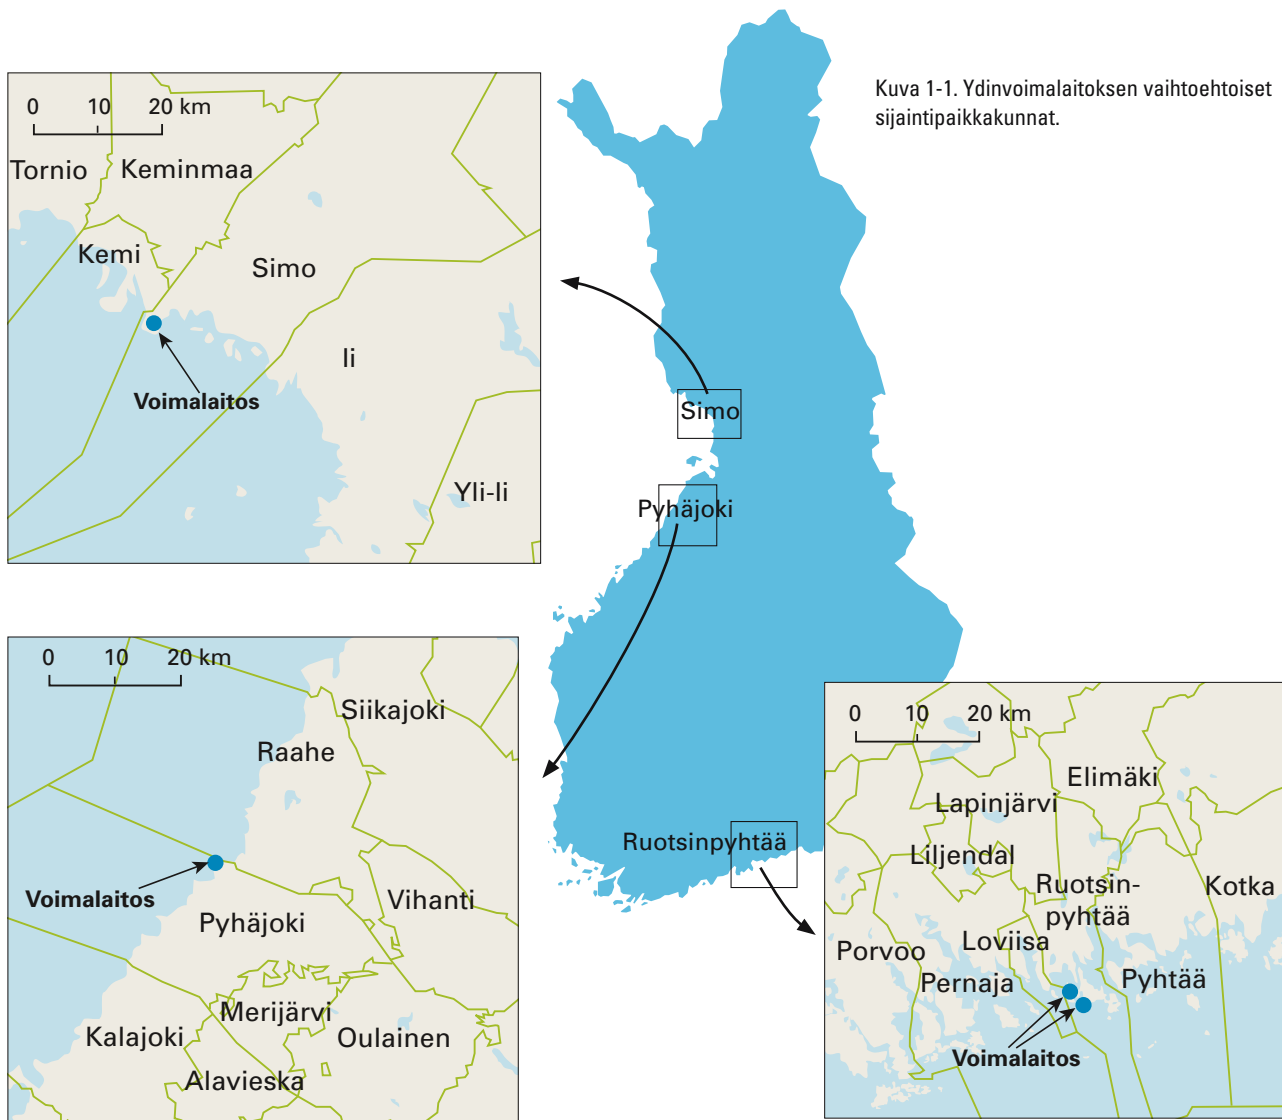 Kuva 1-1. Ydinvoimalaitoksen vaihtoehtoiset
sijaintipaikkakunnat.
0 10 20 km
Tornio
Keminmaa
Kemi
Simo
Ii
Voimalaitos
Yli-Ii
Simo
Pyhäjoki
Ruotsinpyhtää
0 10 20 km
Siikajoki
Raahe
Voimalaitos
Vihanti
Pyhäjoki
Merijärvi
Kalajoki
Oulainen
Alavieska
0 10 20 km
Elimäki
Lapinjärvi
Liljendal
Ruotsin-
pyhtää
Kotka
Loviisa
Porvoo
Pernaja
Pyhtää
Voimalaitos